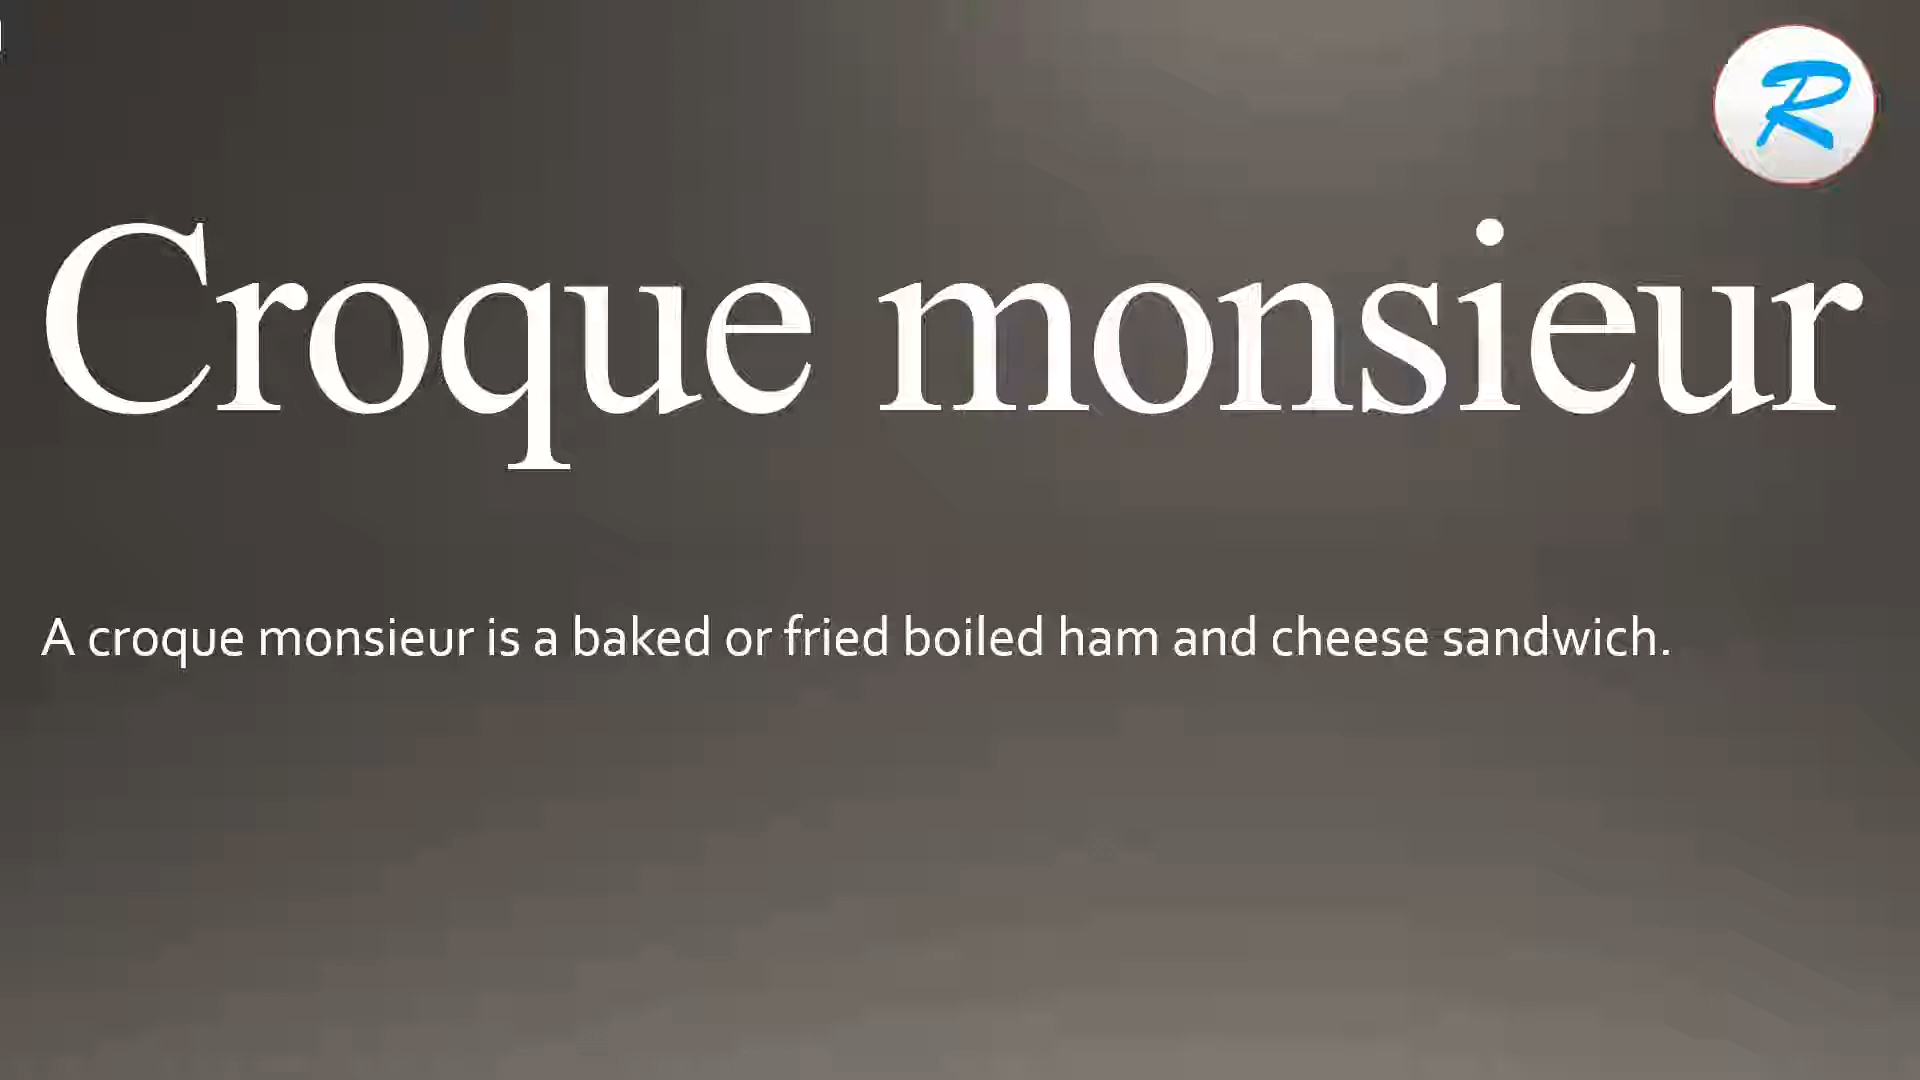 R
Croque monsieur
A croque monsieur is a baked or fried boiled ham and cheese sandwich.